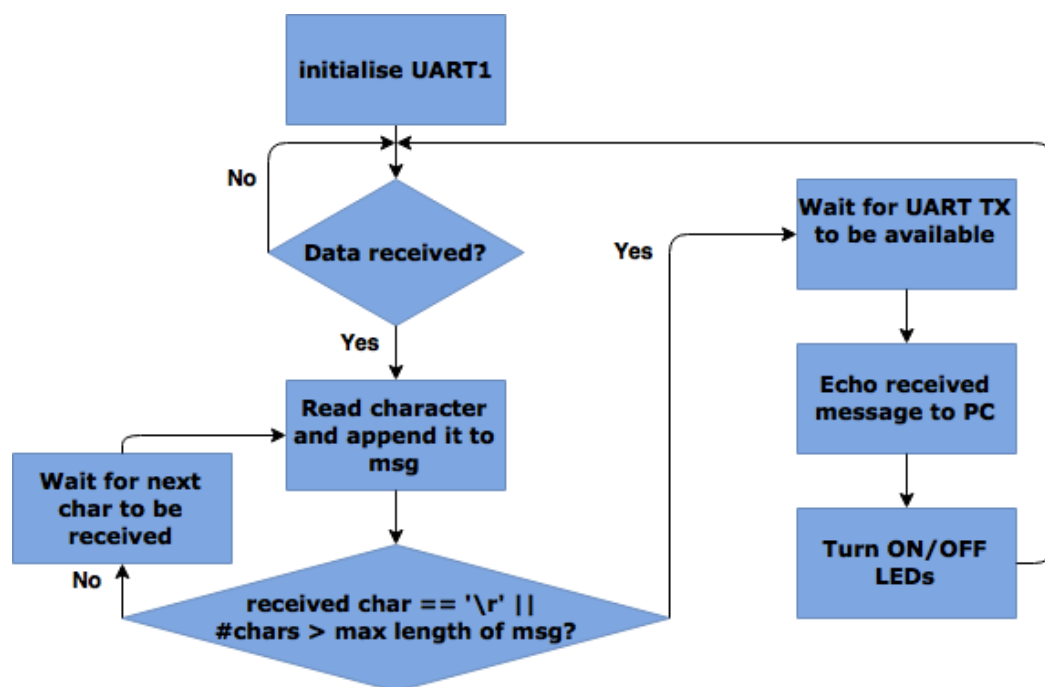 initialise UART1
No
Data received?
Yes
Read character
and append it to
msg
Wait for next
char to be
received
No
received char == '\r' ||
#chars > max length of msg?
Yes
Wait for UART TX
to be available
Echo received
message to PC
Turn ON/OFF
LEDs